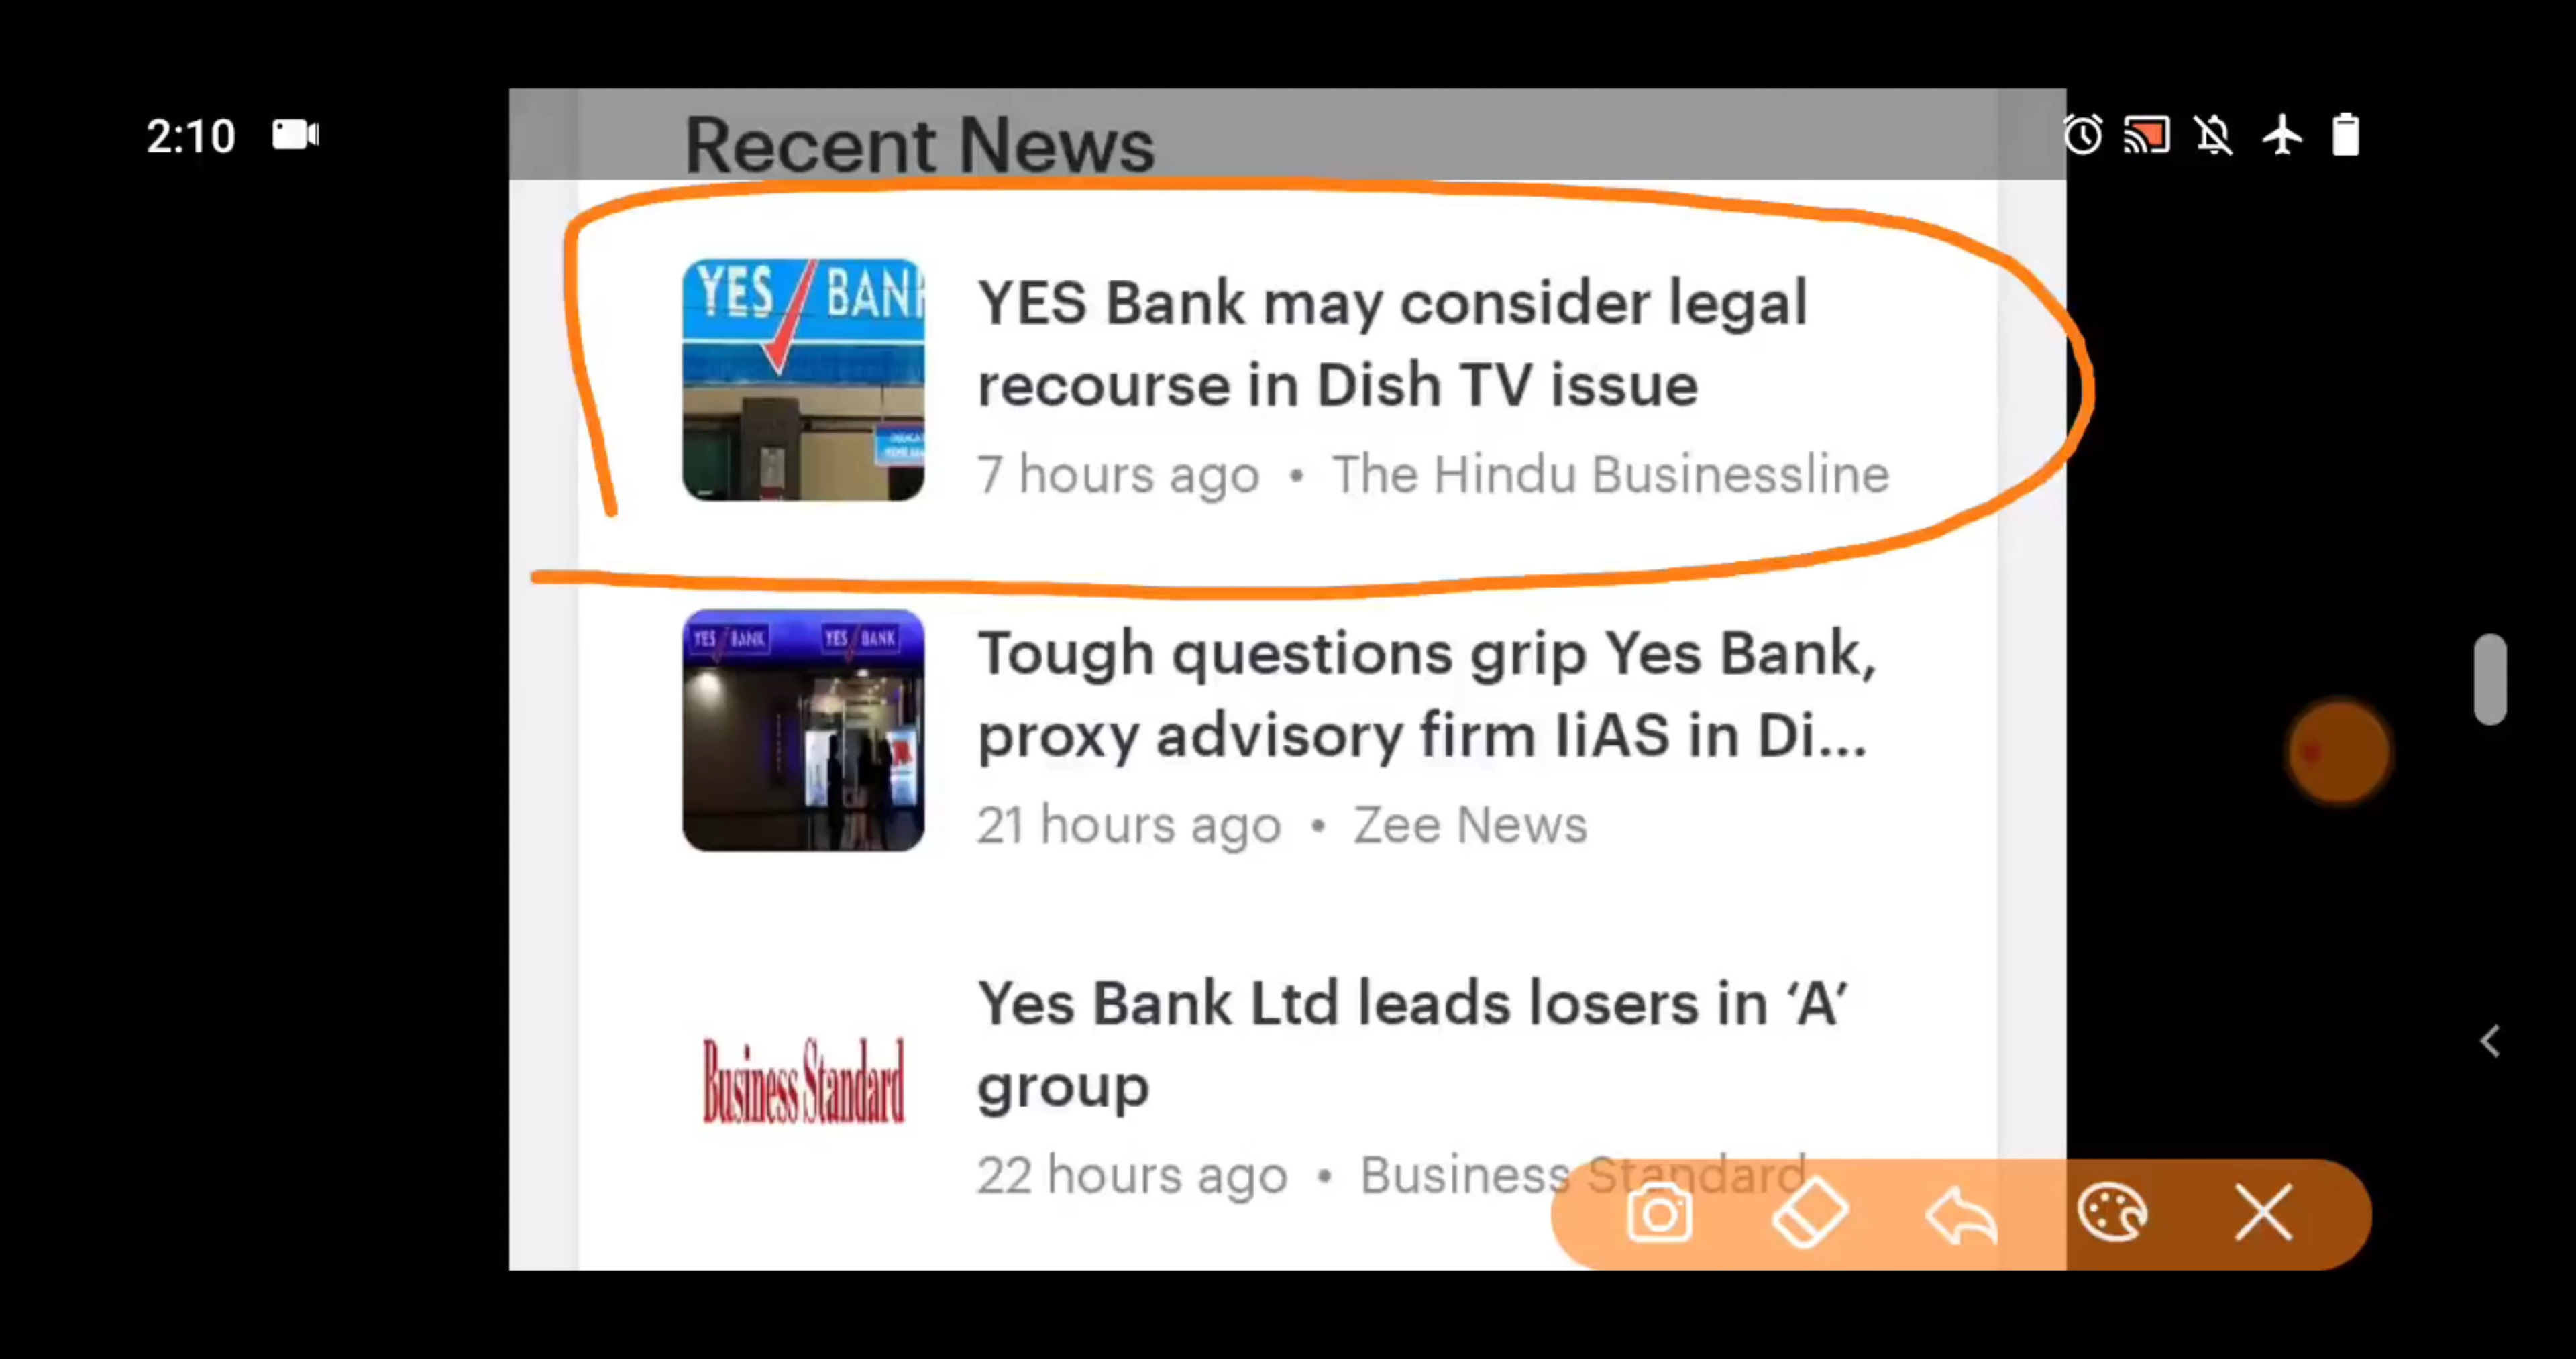 2:10
Recent News
YES BANK
YES Bank may consider legal
recourse in Dish TV issue
7 hours ago • The Hindu Businessline
YES BANK YES BANK
Tough questions grip Yes Bank,
proxy advisory firm IiAS in Di...
21 hours ago • Zee News
Yes Bank Ltd leads losers in ‘A’
group
Business Standard
22 hours ago • Business Standard